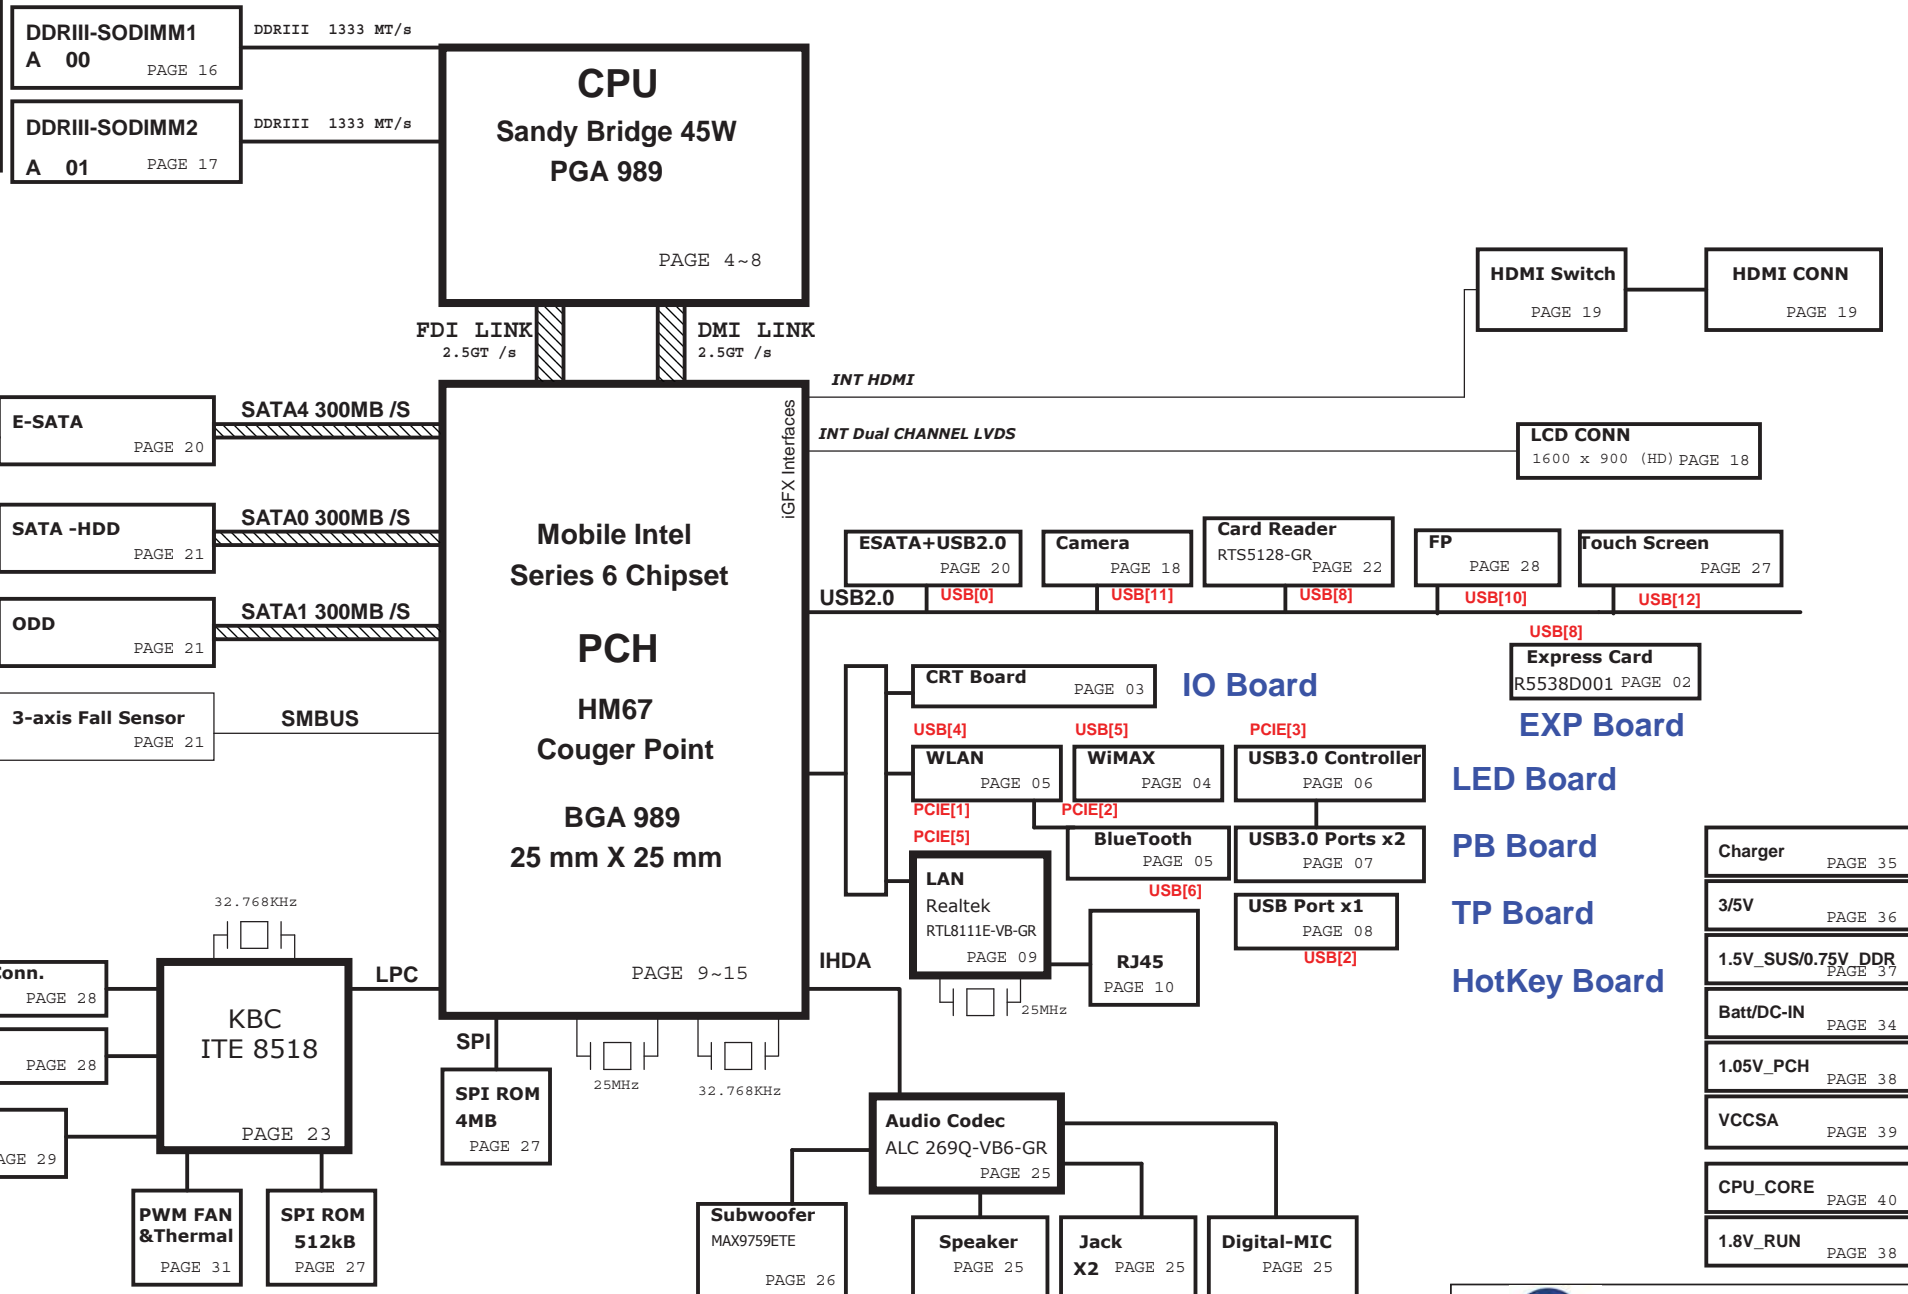 DDRIII-SODIMM1
A 00
PAGE 16
DDRIII 1333 MT/s
DDRIII-SODIMM2
A 01
PAGE 17
DDRIII 1333 MT/s
CPU
Sandy Bridge 45W
PGA 989
PAGE 4~8
FDI LINK
2.5GT /s
DMI LINK
2.5GT /s
HDMI Switch
PAGE 19
HDMI CONN
PAGE 19
INT HDMI
INT Dual CHANNEL LVDS
iGFX Interfaces
LCD CONN
1600 x 900 (HD) PAGE 18
E-SATA
PAGE 20
SATA4 300MB /S
SATA -HDD
PAGE 21
SATA0 300MB /S
ODD
PAGE 21
SATA1 300MB /S
3-axis Fall Sensor
PAGE 21
SMBUS
Mobile Intel
Series 6 Chipset
PCH
HM67
Couger Point
BGA 989
25 mm X 25 mm
PAGE 9~15
USB2.0
ESATA+USB2.0
PAGE 20
USB[0]
Camera
PAGE 18
USB[11]
Card Reader
RTS5128-GR
PAGE 22
USB[8]
FP
PAGE 28
USB[10]
Touch Screen
PAGE 27
USB[12]
USB[8]
Express Card
R5538D001 PAGE 02
EXP Board
CRT Board
PAGE 03
IO Board
USB[4]
WLAN
PAGE 05
PCIE[1]
USB[5]
WiMAX
PAGE 04
PCIE[2]
PCIE[3]
USB3.0 Controller
PAGE 06
LED Board
BlueTooth
PAGE 05
USB[6]
USB3.0 Ports x2
PAGE 07
PB Board
PCIE[5]
LAN
Realtek
RTL8111E-VB-GR
PAGE 09
25MHz
RJ45
PAGE 10
USB Port x1
PAGE 08
USB[2]
TP Board
HotKey Board
Charger
PAGE 35
3/5V
PAGE 36
1.5V_SUS/0.75V_DDR
PAGE 37
Batt/DC-IN
PAGE 34
1.05V_PCH
PAGE 38
VCCSA
PAGE 39
CPU_CORE
PAGE 40
1.8V_RUN
PAGE 38
32.768KHz
PAGE 28
PAGE 28
KBC
ITE 8518
PAGE 23
LPC
PWM FAN
&Thermal
PAGE 31
SPI ROM
512kB
PAGE 27
SPI
SPI ROM
4MB
PAGE 27
25MHz
32.768KHz
IHDA
Audio Codec
ALC 269Q-VB6-GR
PAGE 25
Subwoofer
MAX9759ETE
PAGE 26
Speaker
PAGE 25
Jack
X2 PAGE 25
Digital-MIC
PAGE 25